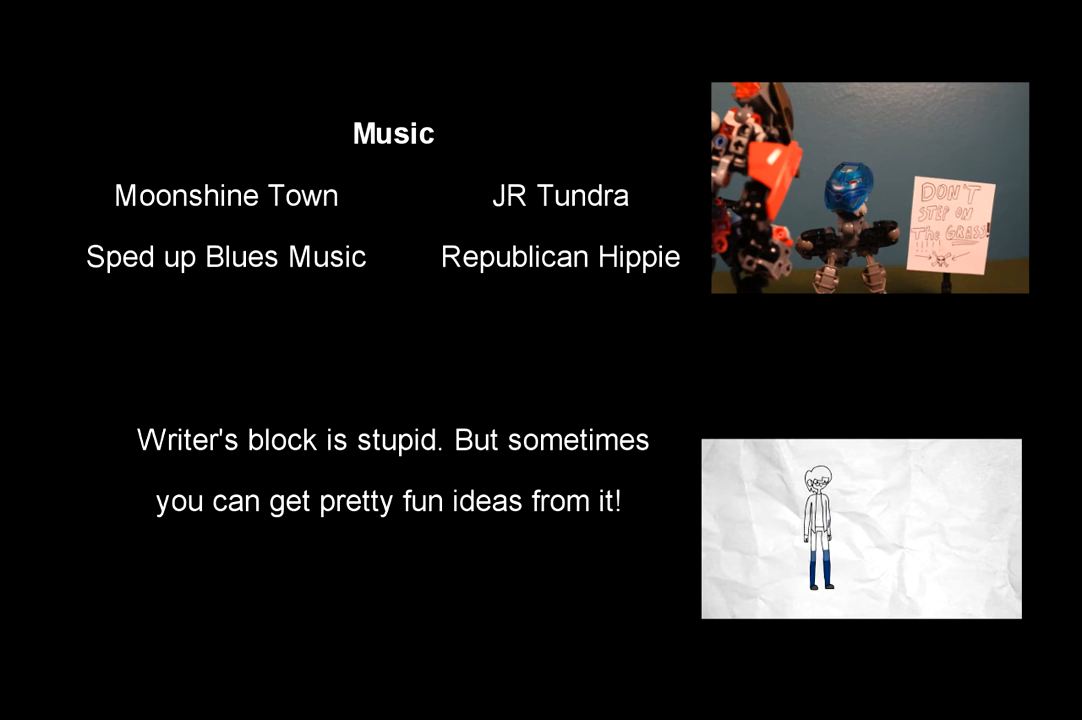 Music
Moonshine Town JR Tundra
Sped up Blues Music Republican Hippie
DON'T
STEP ON
The GRASS!
!!!!
Writer's block is stupid. But sometimes
you can get pretty fun ideas from it!